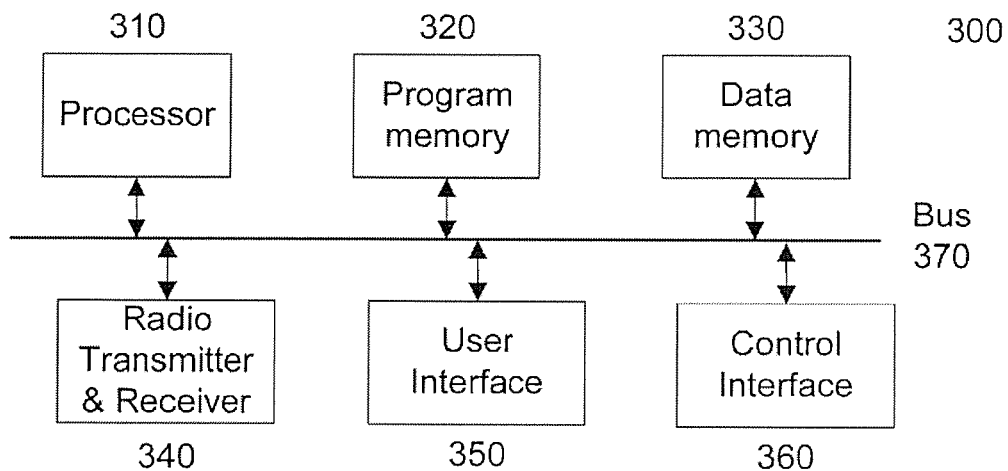 310
320
330
300
Processor
Program
memory
Data
memory
Bus
370
Radio
Transmitter
& Receiver
User
Interface
Control
Interface
340
350
360